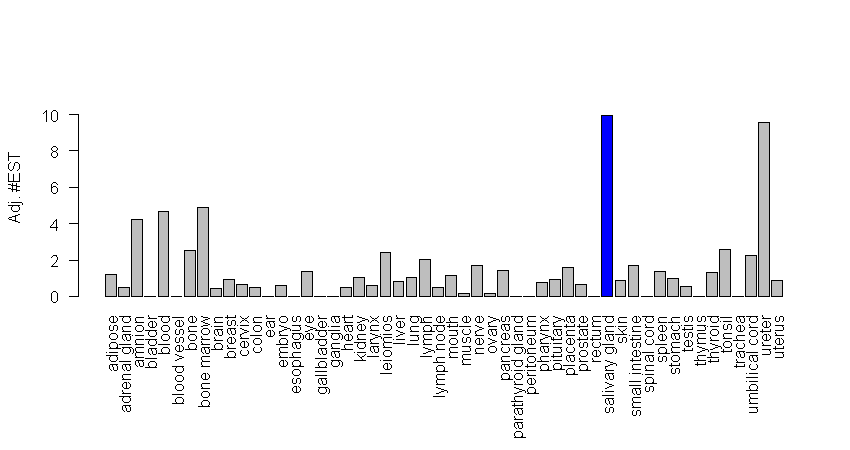 Adj. #EST
10
8
6
4
2
0
adipose
adrenal gland
amnion
bladder
blood
blood vessel
bone
bone marrow
brain
breast
cervix
colon
ear
embryo
esophagus
eye
gallbladder
ganglia
heart
kidney
larynx
leiomios
liver
lung
lymph
lymph node
mouth
muscle
nerve
ovary
pancreas
parathyroid gland
peritoneum
pharynx
pituitary
placenta
prostate
rectum
salivary gland
skin
small intestine
spinal cord
spleen
stomach
testis
thymus
thyroid
tonsil
trachea
umbilical cord
ureter
uterus